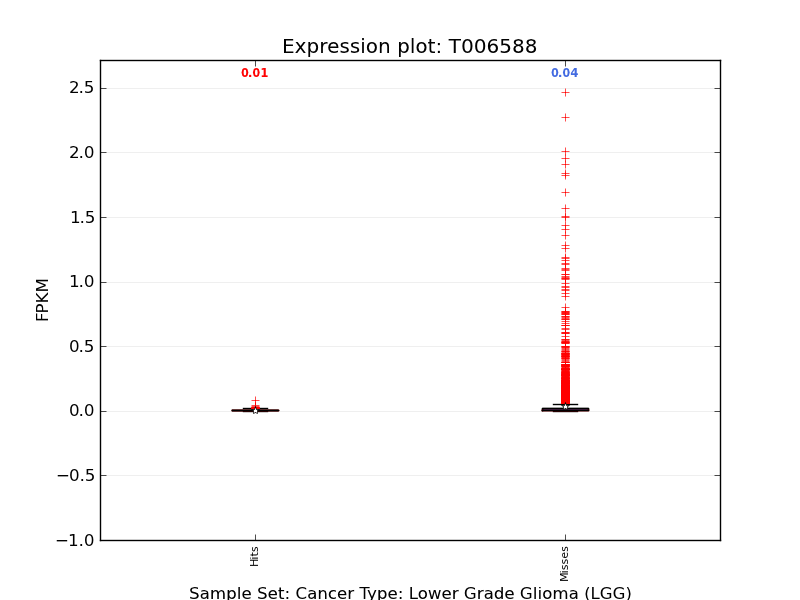 Expression plot: T006588
0.01
0.04
2.5
2.0
1.5
1.0
0.5
0.0
−0.5
−1.0
FPKM
Hits
Misses
Sample Set: Cancer Type: Lower Grade Glioma (LGG)